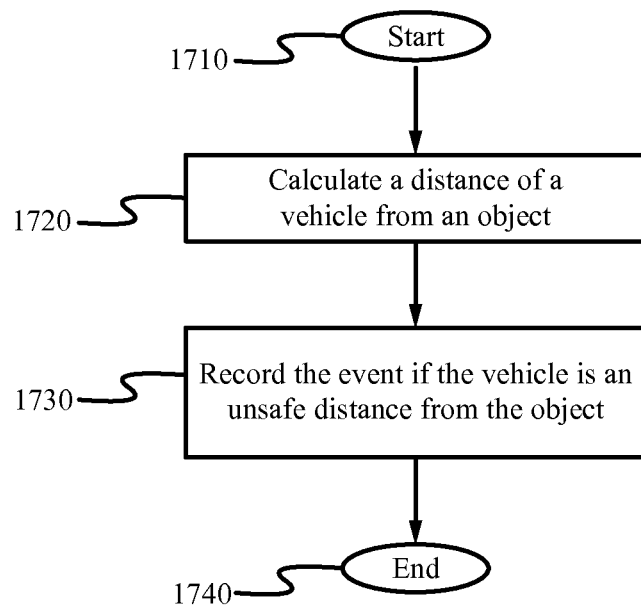 Start
1710
Calculate a distance of a
vehicle from an object
1720
Record the event if the vehicle is an
unsafe distance from the object
1730
End
1740